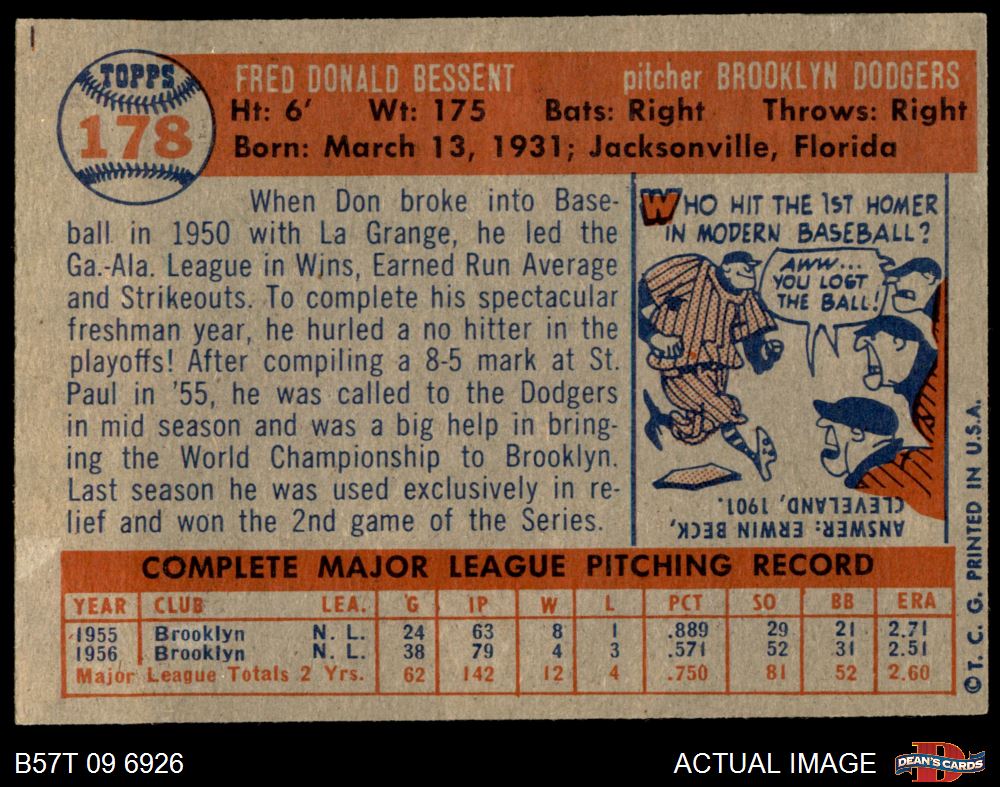 TOPPS
178
FRED DONALD BESSENT pitcher BROOKLYN DODGERS
Ht: 6' Wt: 175 Bats: Right Throws: Right
Born: March 13, 1931; Jacksonville, Florida
When Don broke into Base-
ball in 1950 with La Grange, he led the
Ga.-Ala. League in Wins, Earned Run Average
and Strikeouts. To complete his spectacular
freshman year, he hurled a no hitter in the
playoffs! After compiling a 8-5 mark at St.
Paul in '55, he was called to the Dodgers
in mid season and was a big help in bring-
ing the World Championship to Brooklyn.
Last season he was used exclusively in re-
lief and won the 2nd game of the Series.
WHO HIT THE 1ST HOMER
IN MODERN BASEBALL?
AWW...
YOU LOST
THE BALL!
ANSWER: ERWIN BECK,
CLEVELAND, 1901.
COMPLETE MAJOR LEAGUE PITCHING RECORD
YEAR CLUB LEA. G IP W L PCT SO BB ERA
1955 Brooklyn N. L. 24 63 8 1 .889 29 21 2.71
1956 Brooklyn N. L. 38 79 4 3 .571 52 31 2.51
Major League Totals 2 Yrs. 62 142 12 4 .750 81 52 2.60
©T. C. G. PRINTED IN U.S.A.
B57T 09 6926 ACTUAL IMAGE
D
DEAN'S CARDS